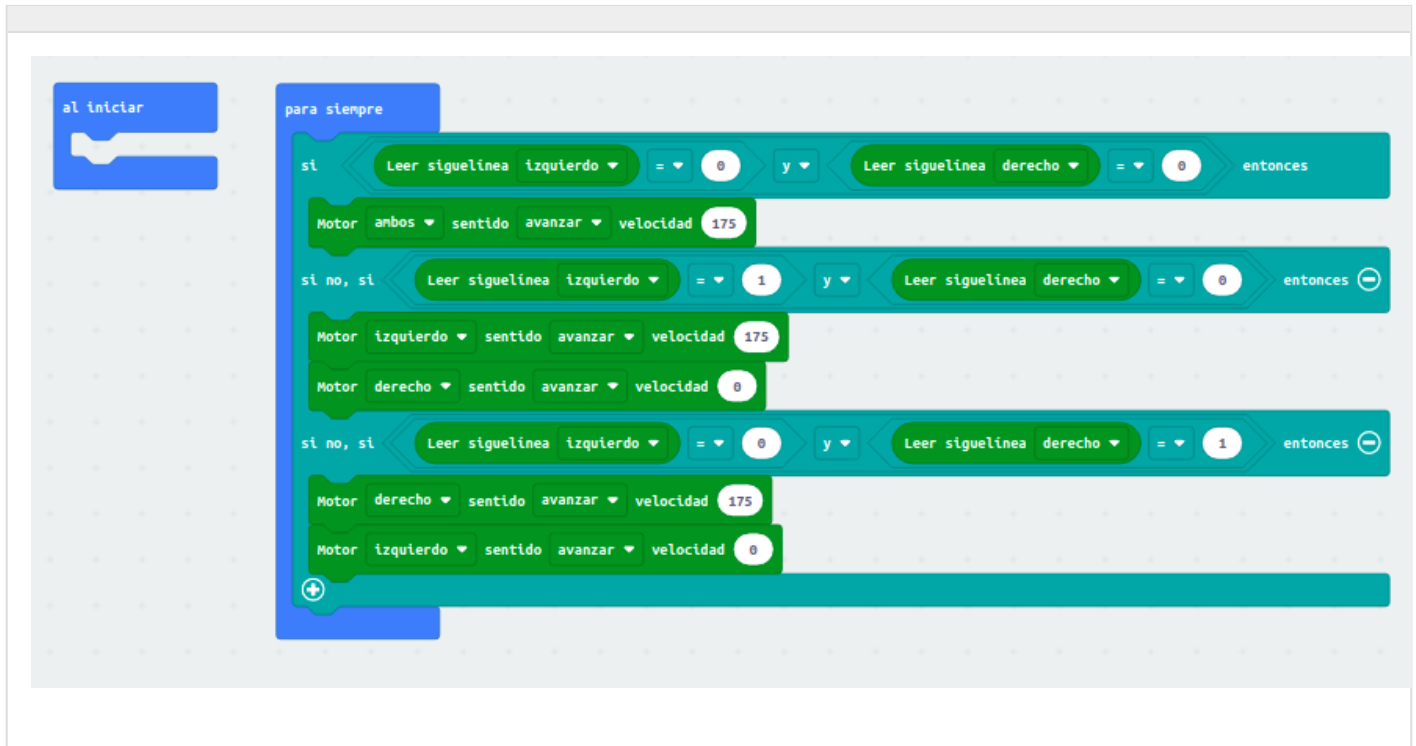 al iniciar
para siempre
si Leer siguelinea izquierdo = 0 y Leer siguelinea derecho = 0 entonces
Motor ambos sentido avanzar velocidad 175
si no, si Leer siguelinea izquierdo = 1 y Leer siguelínea derecho = 0 entonces
Motor izquierdo sentido avanzar velocidad 175
Motor derecho sentido avanzar velocidad 0
si no, si Leer siguelinea izquierdo = 0 y Leer siguelínea derecho = 1 entonces
Motor derecho sentido avanzar velocidad 175
Motor izquierdo sentido avanzar velocidad 0